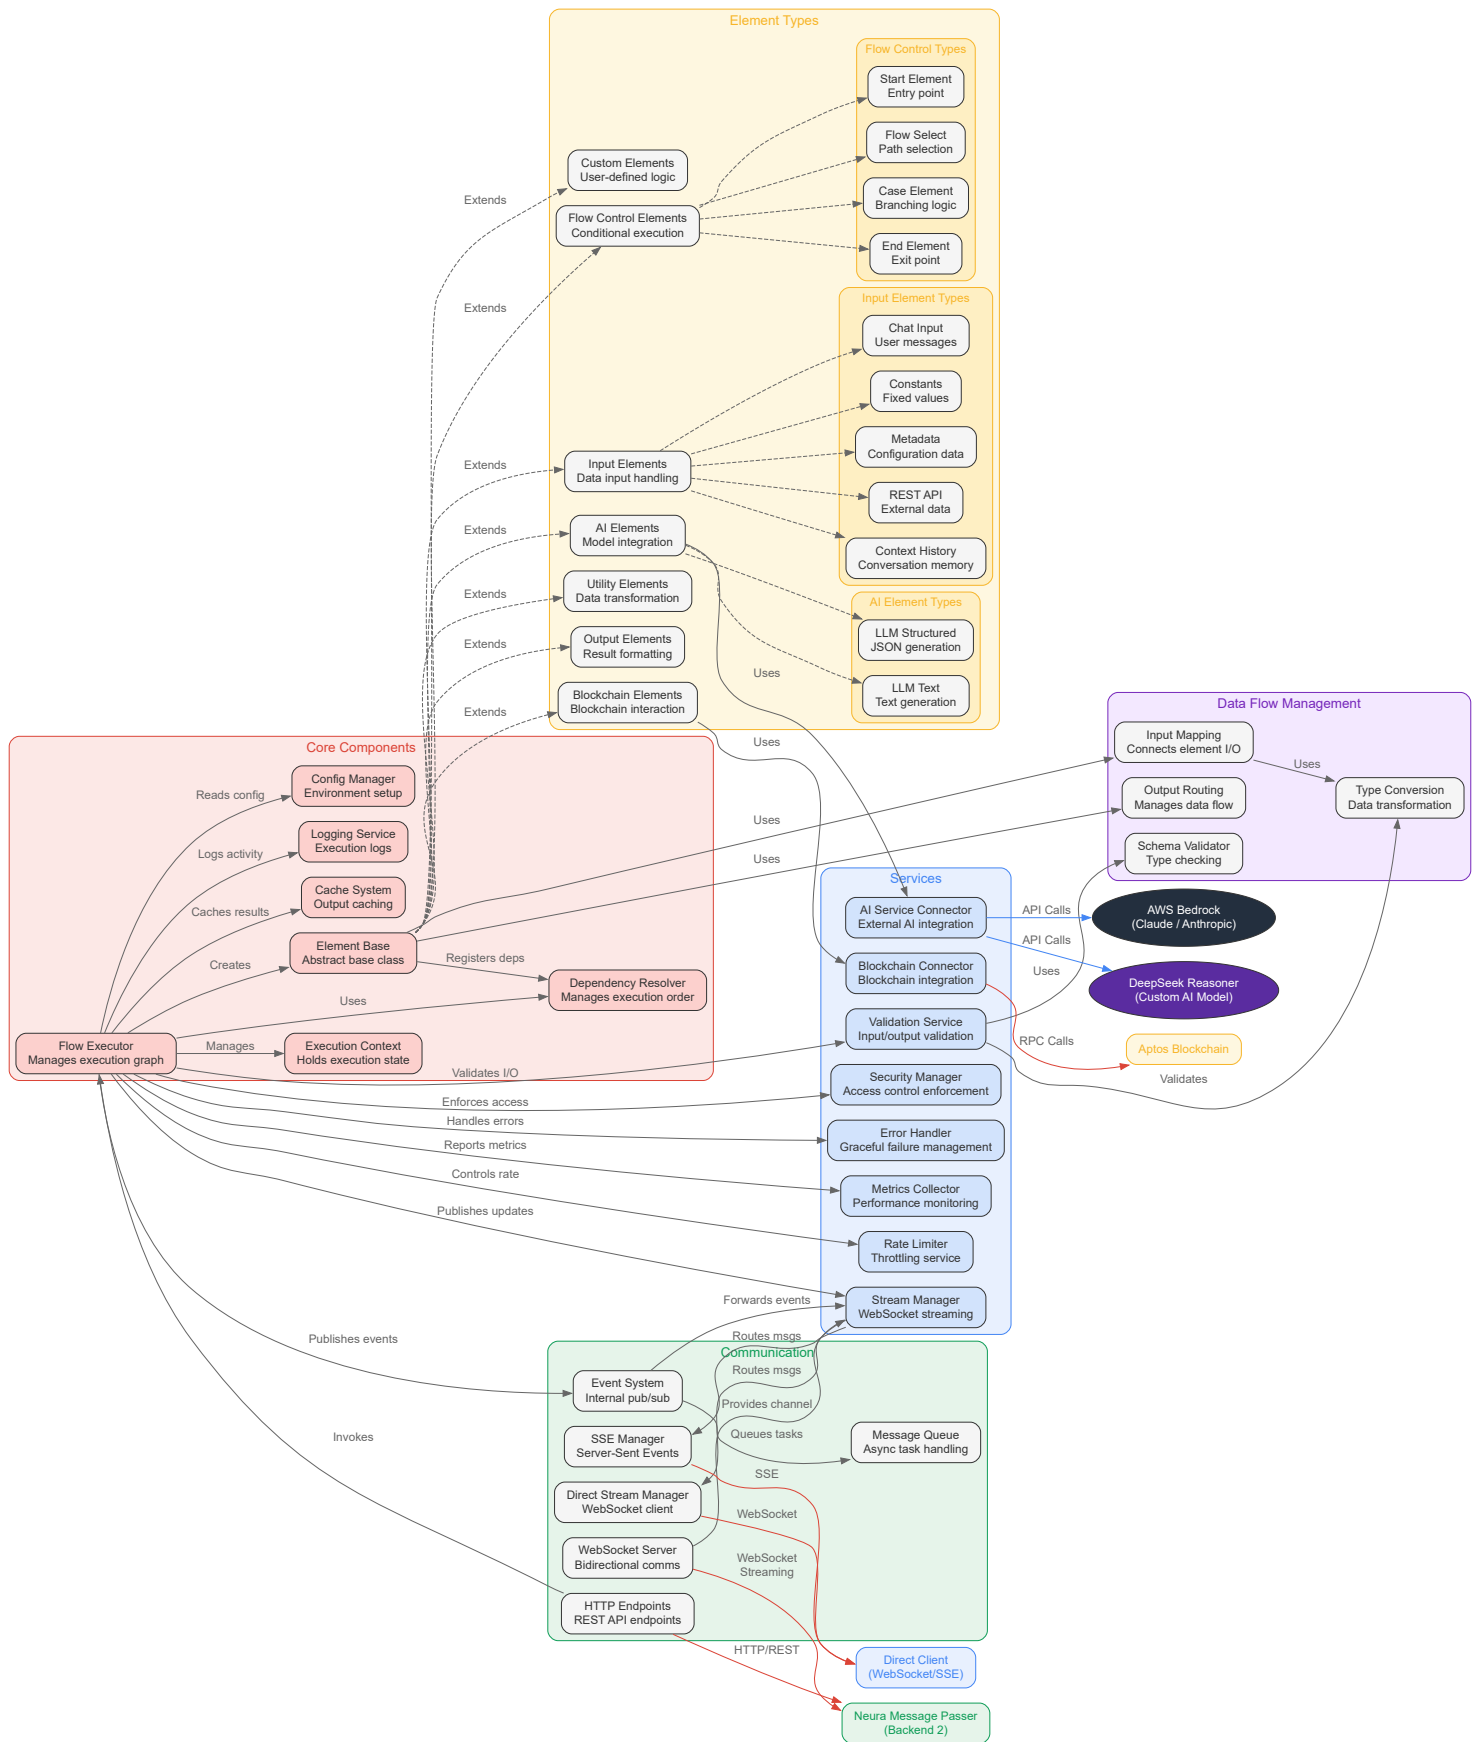 Element Types
Flow Control Types
Start Element
Entry point
Flow Select
Path selection
Case Element
Branching logic
End Element
Exit point
Custom Elements
User-defined logic
Flow Control Elements
Conditional execution
Extends
Extends
Input Element Types
Chat Input
User messages
Constants
Fixed values
Metadata
Configuration data
REST API
External data
Context History
Conversation memory
Input Elements
Data input handling
Extends
AI Elements
Model integration
Extends
Utility Elements
Data transformation
Extends
Output Elements
Result formatting
Extends
Blockchain Elements
Blockchain interaction
Extends
AI Element Types
LLM Structured
JSON generation
LLM Text
Text generation
Uses
Uses
Data Flow Management
Input Mapping
Connects element I/O
Uses
Type Conversion
Data transformation
Output Routing
Manages data flow
Schema Validator
Type checking
Core Components
Config Manager
Environment setup
Reads config
Logging Service
Execution logs
Logs activity
Cache System
Output caching
Caches results
Element Base
Abstract base class
Creates
Registers deps
Dependency Resolver
Manages execution order
Uses
Flow Executor
Manages execution graph
Manages
Execution Context
Holds execution state
Uses
Uses
Validates I/O
Enforces access
Handles errors
Reports metrics
Controls rate
Publishes updates
Services
AI Service Connector
External AI integration
Blockchain Connector
Blockchain integration
Validation Service
Input/output validation
Security Manager
Access control enforcement
Error Handler
Graceful failure management
Metrics Collector
Performance monitoring
Rate Limiter
Throttling service
Stream Manager
WebSocket streaming
API Calls
API Calls
Uses
RPC Calls
Validates
AWS Bedrock
(Claude / Anthropic)
DeepSeek Reasoner
(Custom AI Model)
Aptos Blockchain
Forwards events
Routes msgs
Communication
Routes msgs
Provides channel
Queues tasks
Publishes events
Invokes
Event System
Internal pub/sub
SSE Manager
Server-Sent Events
Direct Stream Manager
WebSocket client
WebSocket Server
Bidirectional comms
HTTP Endpoints
REST API endpoints
Message Queue
Async task handling
SSE
WebSocket
WebSocket
Streaming
HTTP/REST
Direct Client
(WebSocket/SSE)
Neura Message Passer
(Backend 2)